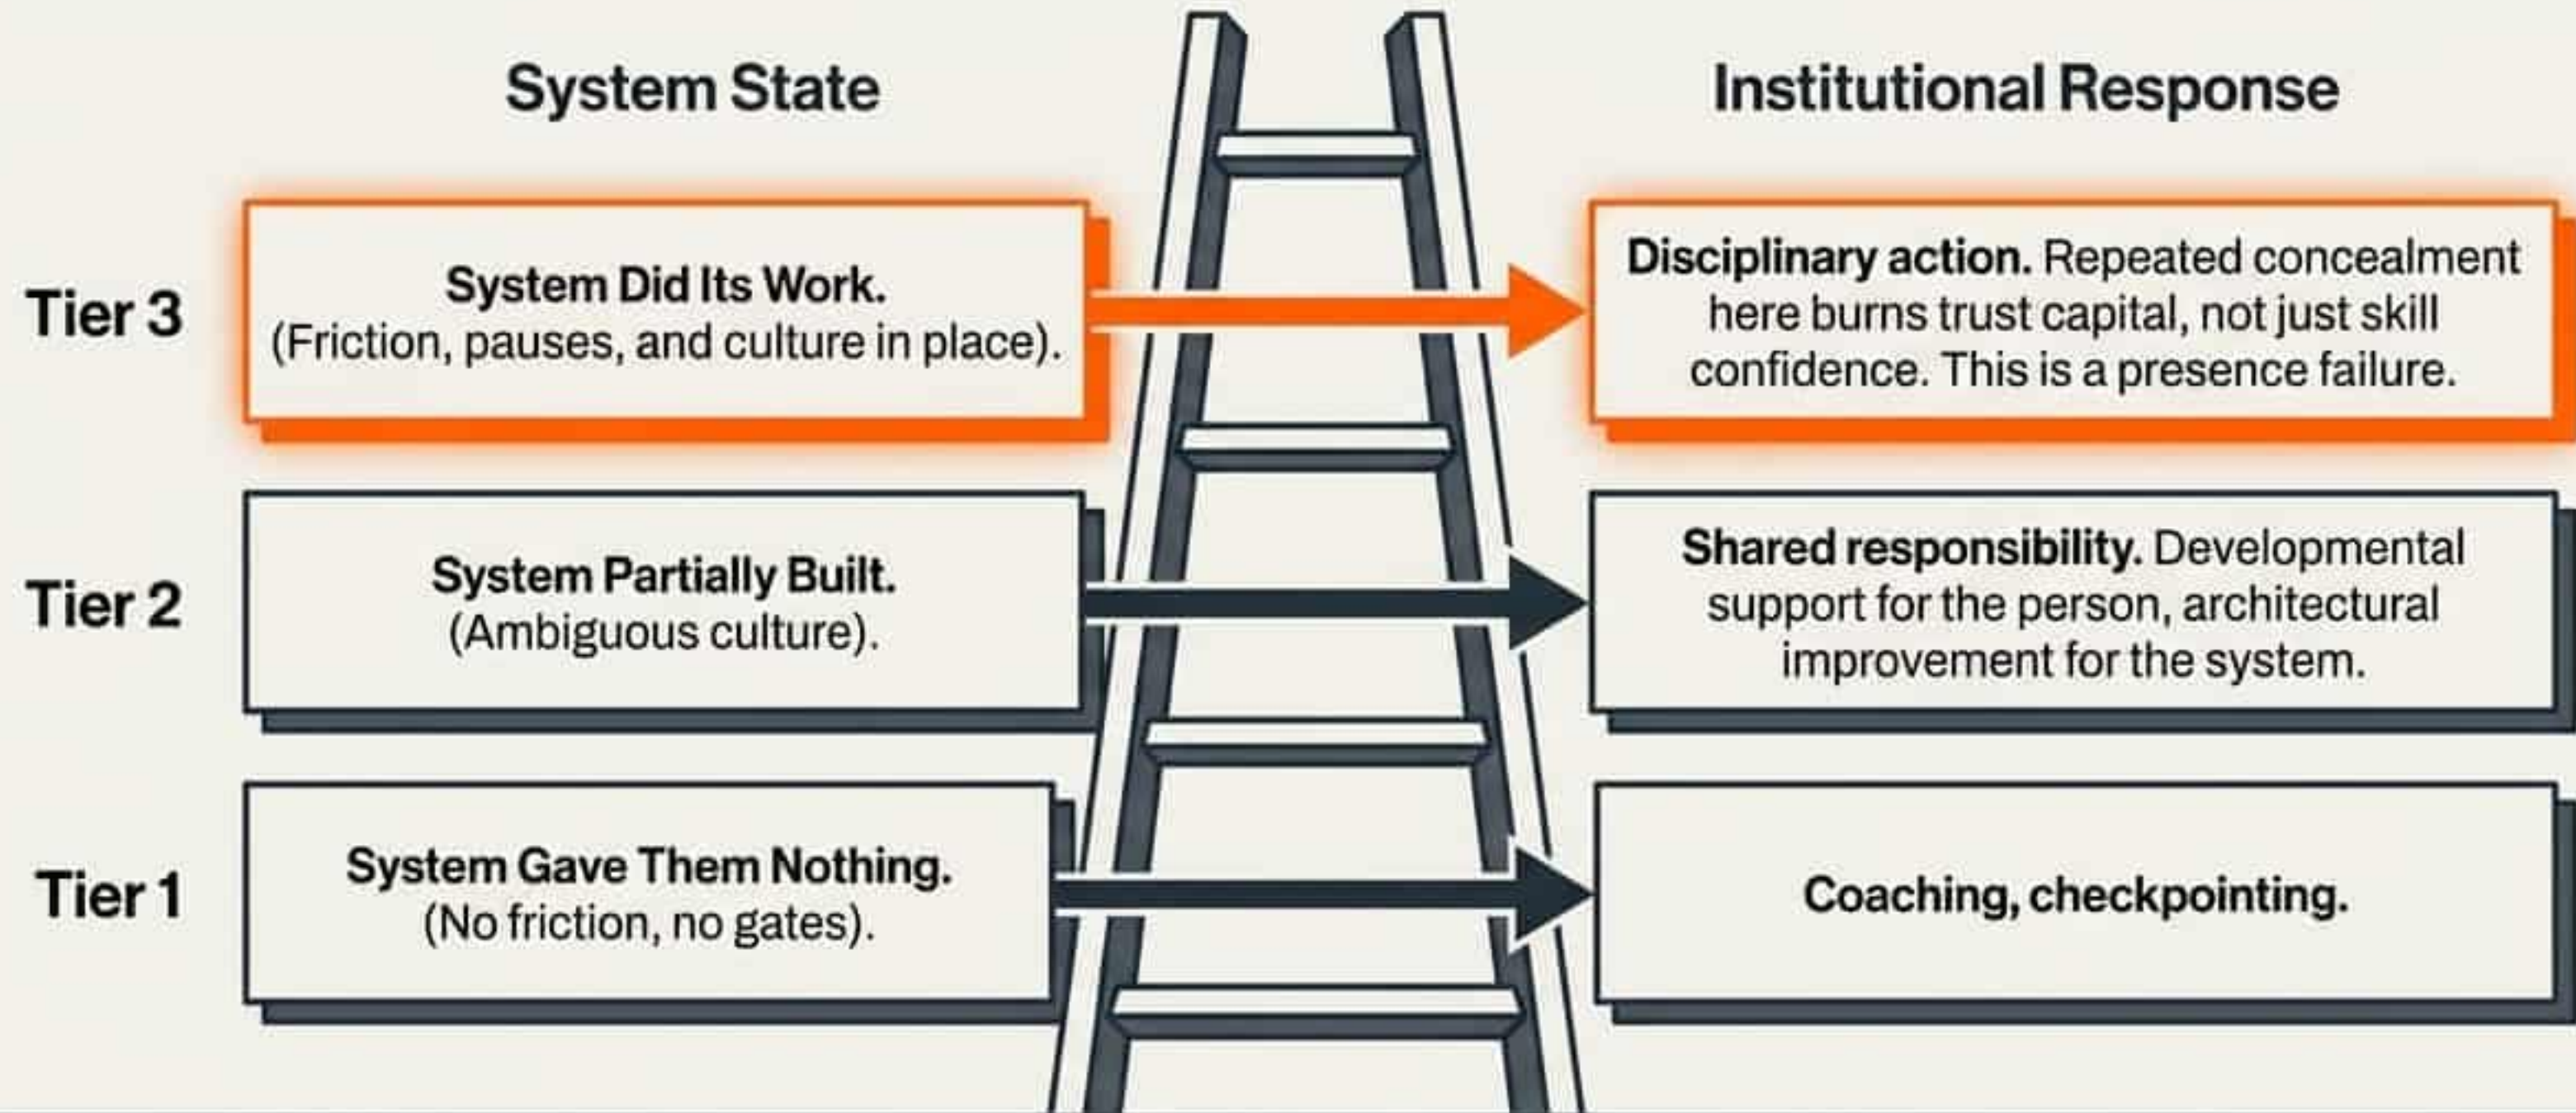 System State
Institutional Response
Tier 3
System Did Its Work.
(Friction, pauses, and culture in place).
Disciplinary action. Repeated concealment
here burns trust capital, not just skill
confidence. This is a presence failure.
Tier 2
System Partially Built.
(Ambiguous culture).
Shared responsibility. Developmental
support for the person, architectural
improvement for the system.
Tier 1
System Gave Them Nothing.
(No friction, no gates).
Coaching, checkpointing.